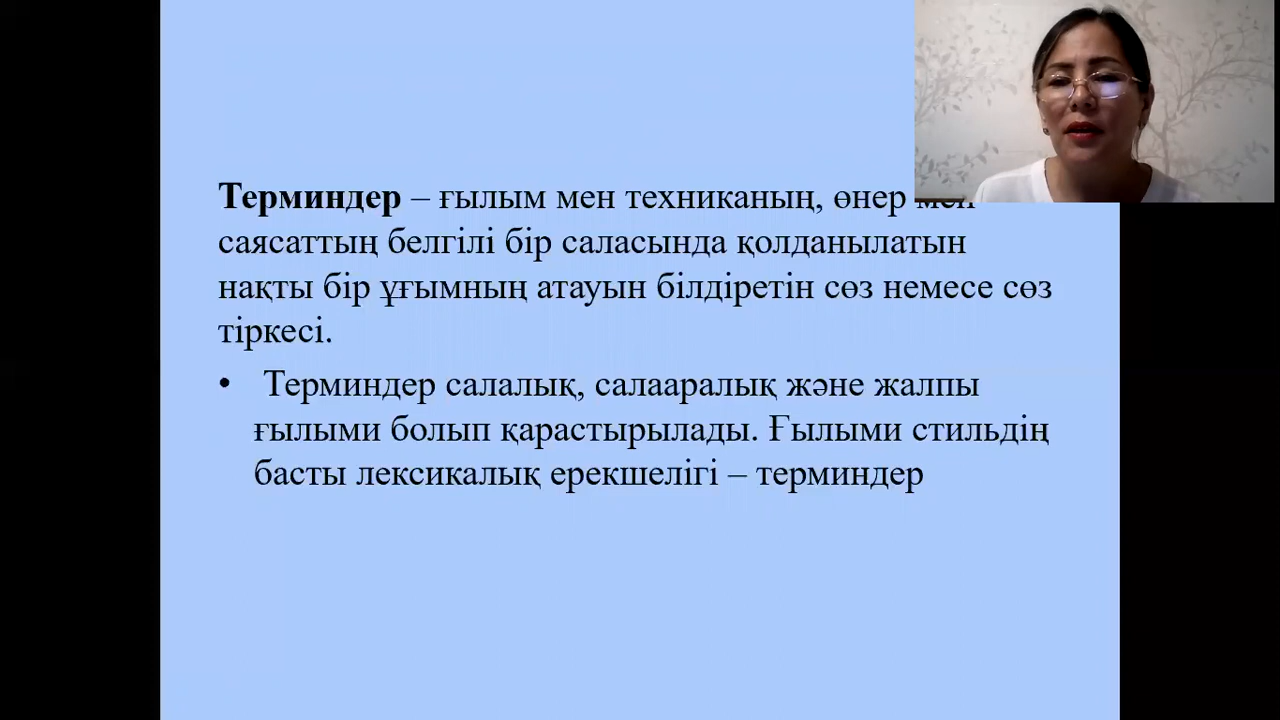 Терминдер – ғылым мен техниканың, өнер мен
саясаттың белгілі бір саласында қолданылатын
нақты бір ұғымның атауын білдіретін сөз немесе сөз
тіркесі.
• Терминдер салалық, салааралық және жалпы
ғылыми болып қарастырылады. Ғылыми стильдің
басты лексикалық ерекшелігі – терминдер